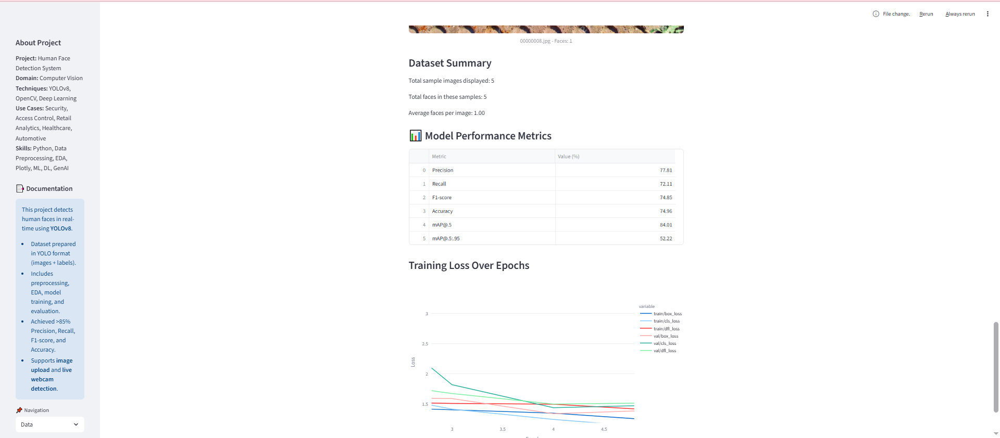 File change.
Rerun
Always rerun
About Project
Project: Human Face
Detection System
Domain: Computer Vision
Techniques: YOLOv8,
OpenCV, Deep Learning
Use Cases: Security,
Access Control, Retail
Analytics, Healthcare,
Automotive
Skills: Python, Data
Preprocessing, EDA,
Plotly, ML, DL, GenAI
Documentation
This project detects
human faces in real-
time using YOLOv8.
Dataset prepared
in YOLO format
(images + labels).
Includes
preprocessing,
EDA, model
training, and
evaluation.
Achieved >85%
Precision, Recall,
F1-score, and
Accuracy.
Supports image
upload and live
webcam
detection.
Navigation
Data
00000008.jpg - Faces: 1
Dataset Summary
Total sample images displayed: 5
Total faces in these samples: 5
Average faces per image: 1.00
Model Performance Metrics
Metric Value (%)
0 Precision 77.81
1 Recall 72.11
2 F1-score 74.85
3 Accuracy 74.96
4 mAP@.5 84.01
5 mAP@.5:.95 52.22
Training Loss Over Epochs
variable
train/box_loss
train/cls_loss
train/dfl_loss
val/box_loss
val/cls_loss
val/dfl_loss
Loss
3
2.5
2
1.5
3 3.5 4 4.5